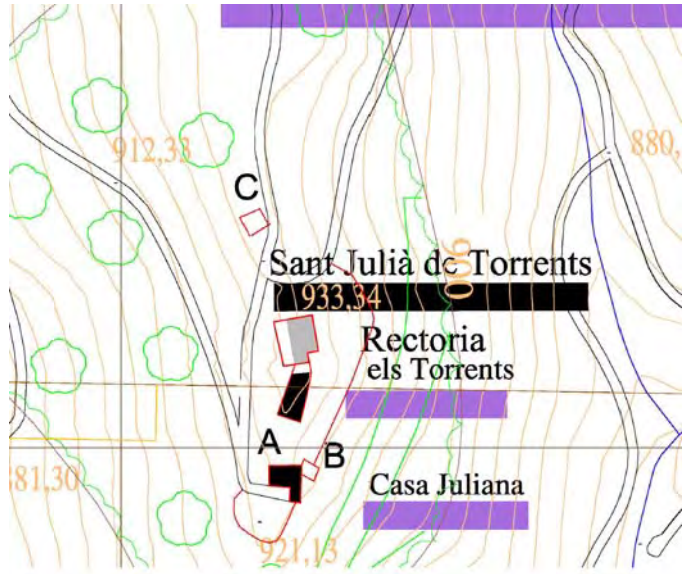 912,33
880,
C
Sant Julià de Torrents
900
933,34
Rectoria
els Torrents
A
B
881,30
Casa Juliana
921,13